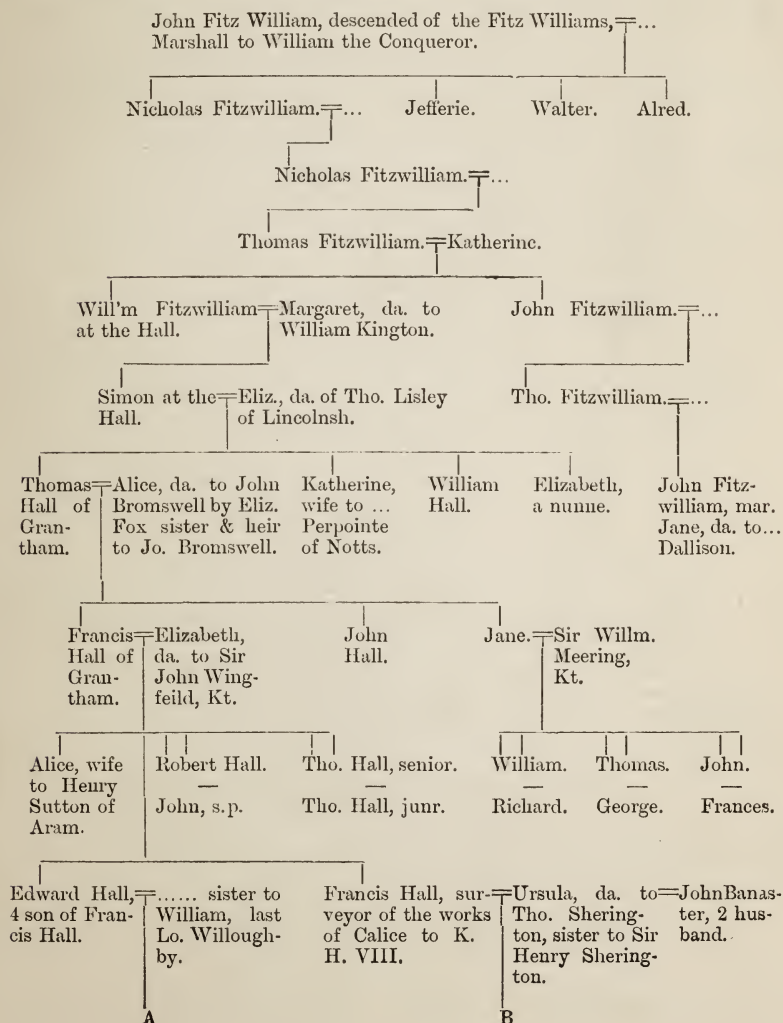 John Fitz William, descended of the Fitz Williams,=...
Marshall to William the Conqueror.
Nicholas Fitzwilliam.=... Jefferie. Walter. Alred.
Nicholas Fitzwilliam.=...
Thomas Fitzwilliam.=Katherine.
Will'm Fitzwilliam=Margaret, da. to
at the Hall. William Kington.
John Fitzwilliam.=...
Simon at the=Eliz., da. of Tho. Lisley
Hall. of Lincolnsh.
Tho. Fitzwilliam.=...
Thomas=Alice, da. to John
Hall of Bromswell by Eliz.
Gran- Fox sister & heir
tham. to Jo. Bromswell.
Katherine,
wife to ...
Perpointe
of Notts.
William
Hall.
Elizabeth,
a nunne.
John Fitz-
william, mar.
Jane, da. to...
Dallison.
Francis=Elizabeth,
Hall of da. to Sir
Gran- John Wing-
tham. feild, Kt.
John
Hall.
Jane.=Sir Willm.
Meering,
Kt.
Alice, wife
to Henry
Sutton of
Aram.
Robert Hall.
—
John, s.p.
Tho. Hall, senior.
—
Tho. Hall, junr.
William.
—
Richard.
Thomas.
—
George.
John.
—
Frances.
Edward Hall,=...... sister to
4 son of Fran- William, last
cis Hall. Lo. Willough-
by.
Francis Hall, sur-=Ursula, da. to=John Banas-
veyor of the works Tho. Shering- ter, 2 hus-
of Calice to K. ton, sister to Sir band.
H. VIII. Henry Shering-
ton.
A B